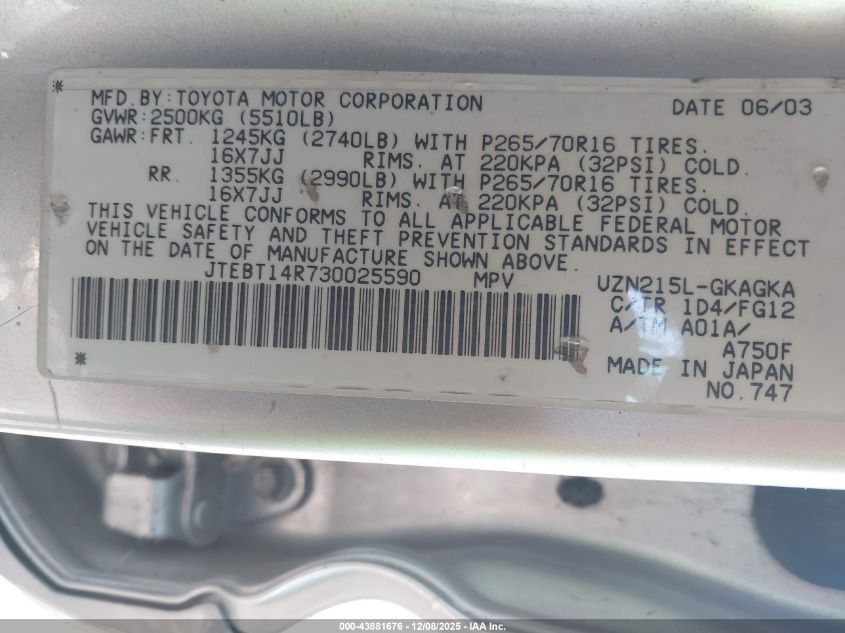 MFD.BY:TOYOTA MOTOR CORPORATION DATE 06/03
GVWR:2500KG (5510LB)
GAWR:FRT. 1245KG (2740LB) WITH P265/70R16 TIRES.
16X7JJ RIMS. AT 220KPA (32PSI) COLD.
RR. 1355KG (2990LB) WITH P265/70R16 TIRES.
16X7JJ RIMS. AT 220KPA (32PSI) COLD.
THIS VEHICLE CONFORMS TO ALL APPLICABLE FEDERAL MOTOR
VEHICLE SAFETY AND THEFT PREVENTION STANDARDS IN EFFECT
ON THE DATE OF MANUFACTURE SHOWN ABOVE.
JTEBT14R730025590 MPV UZN215L-GKAGKA
C/TR 1D4/FG12
A/TM A01A/
A750F
MADE IN JAPAN
NO.747
000-43881676 - 12/08/2025 - IAA Inc.